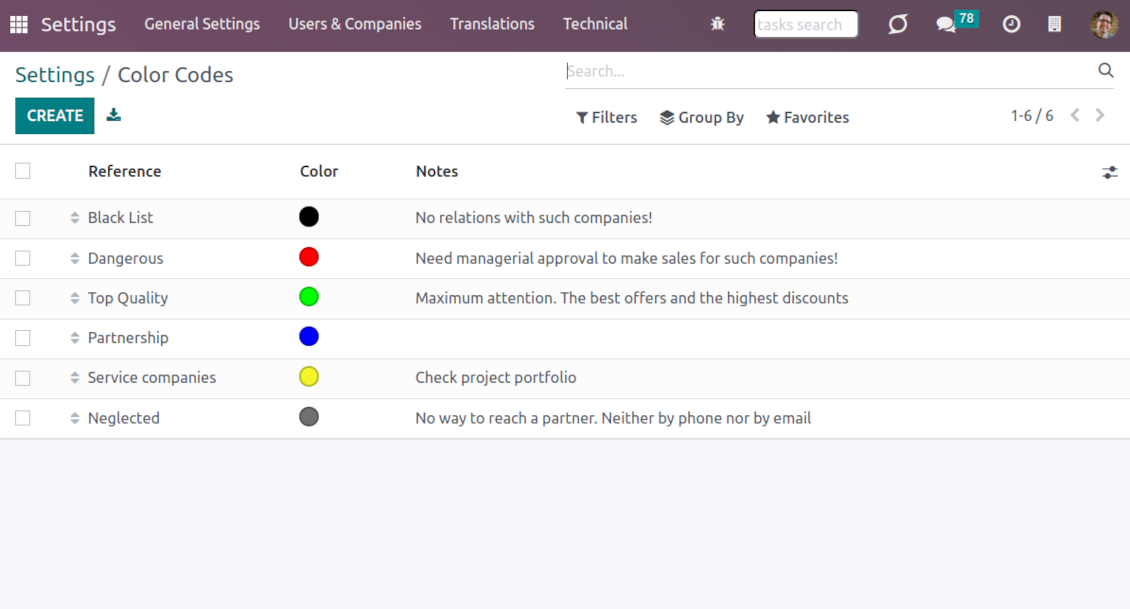 Settings General Settings Users & Companies Translations Technical tasks search 78
Settings / Color Codes Search...
CREATE Filters Group By Favorites 1-6 / 6
Reference Color Notes
Black List No relations with such companies!
Dangerous Need managerial approval to make sales for such companies!
Top Quality Maximum attention. The best offers and the highest discounts
Partnership
Service companies Check project portfolio
Neglected No way to reach a partner. Neither by phone nor by email